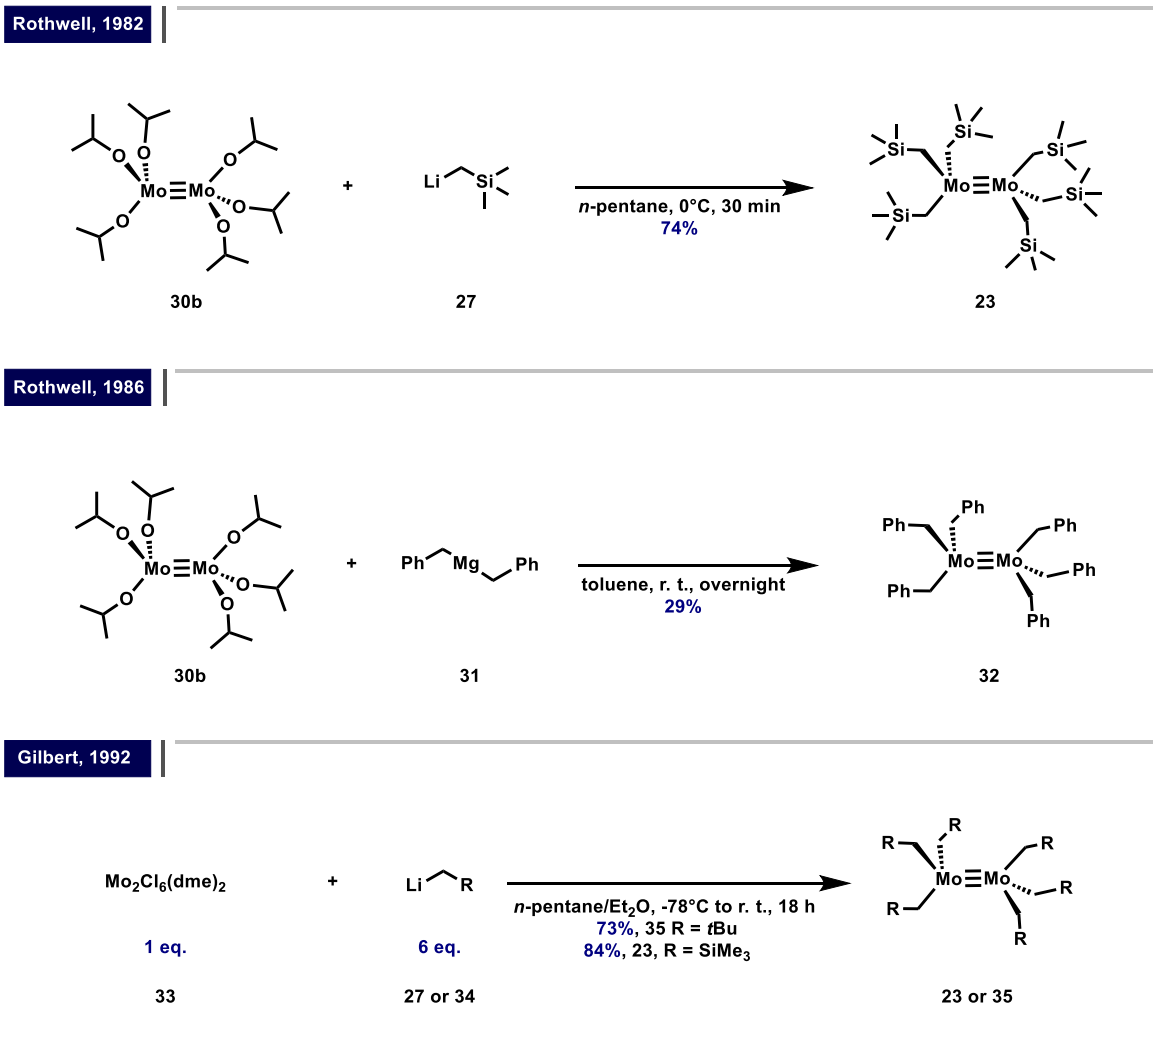 Rothwell, 1982
O
O
O
Mo≡Mo
O
O
O
+
Li
Si
n-pentane, 0°C, 30 min
74%
Si
Si
Si
Mo≡Mo
Si
Si
Si
30b
27
23
Rothwell, 1986
O
O
O
Mo≡Mo
O
O
O
+
Ph
Mg
Ph
toluene, r. t., overnight
29%
Ph
Ph
Ph
Mo≡Mo
Ph
Ph
Ph
30b
31
32
Gilbert, 1992
Mo₂Cl₆(dme)₂
+
Li
R
n-pentane/Et₂O, -78°C to r. t., 18 h
73%, 35 R = tBu
84%, 23, R = SiMe₃
R
R
R
Mo≡Mo
R
R
R
1 eq.
6 eq.
33
27 or 34
23 or 35